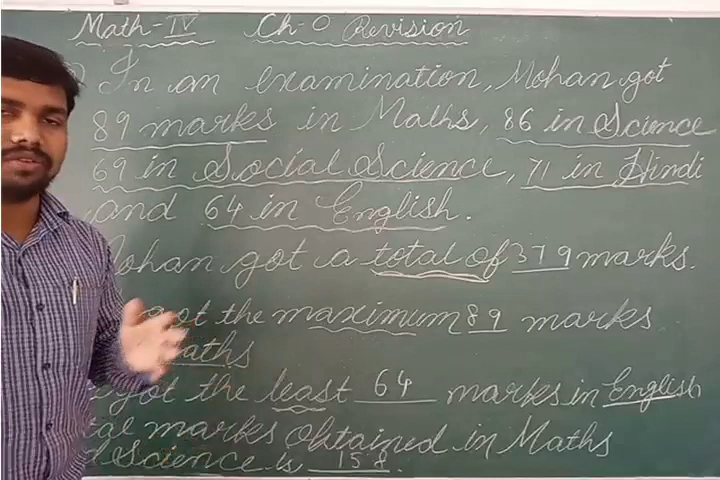 Math-IV Ch-0 Revision
) In an examination, Mohan got
89 marks in Maths, 86 in Science
69 in Social Science, 71 in Hindi
and 64 in English.
Mohan got a total of 379 marks.
got the maximum 89 marks
Maths
got the least 64 marks in English
marks obtained in Maths
Science is 158.